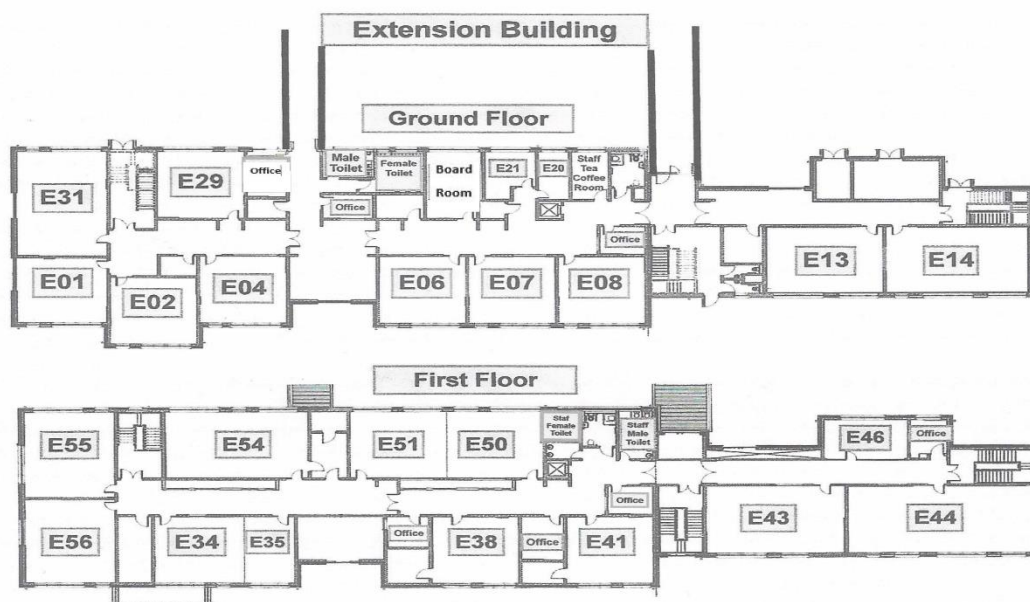 Extension Building
Ground Floor
E31
E29
Office
Male
Toilet
Female
Toilet
Office
Board
Room
E21
E20
Staff
Tea
Coffee
Room
Office
E01
E02
E04
E06
E07
E08
E13
E14
First Floor
E55
E54
E51
E50
Staf
Female
Toilet
Staff
Male
Toilet
E46
Office
Office
E56
E34
E35
Office
E38
Office
E41
E43
E44